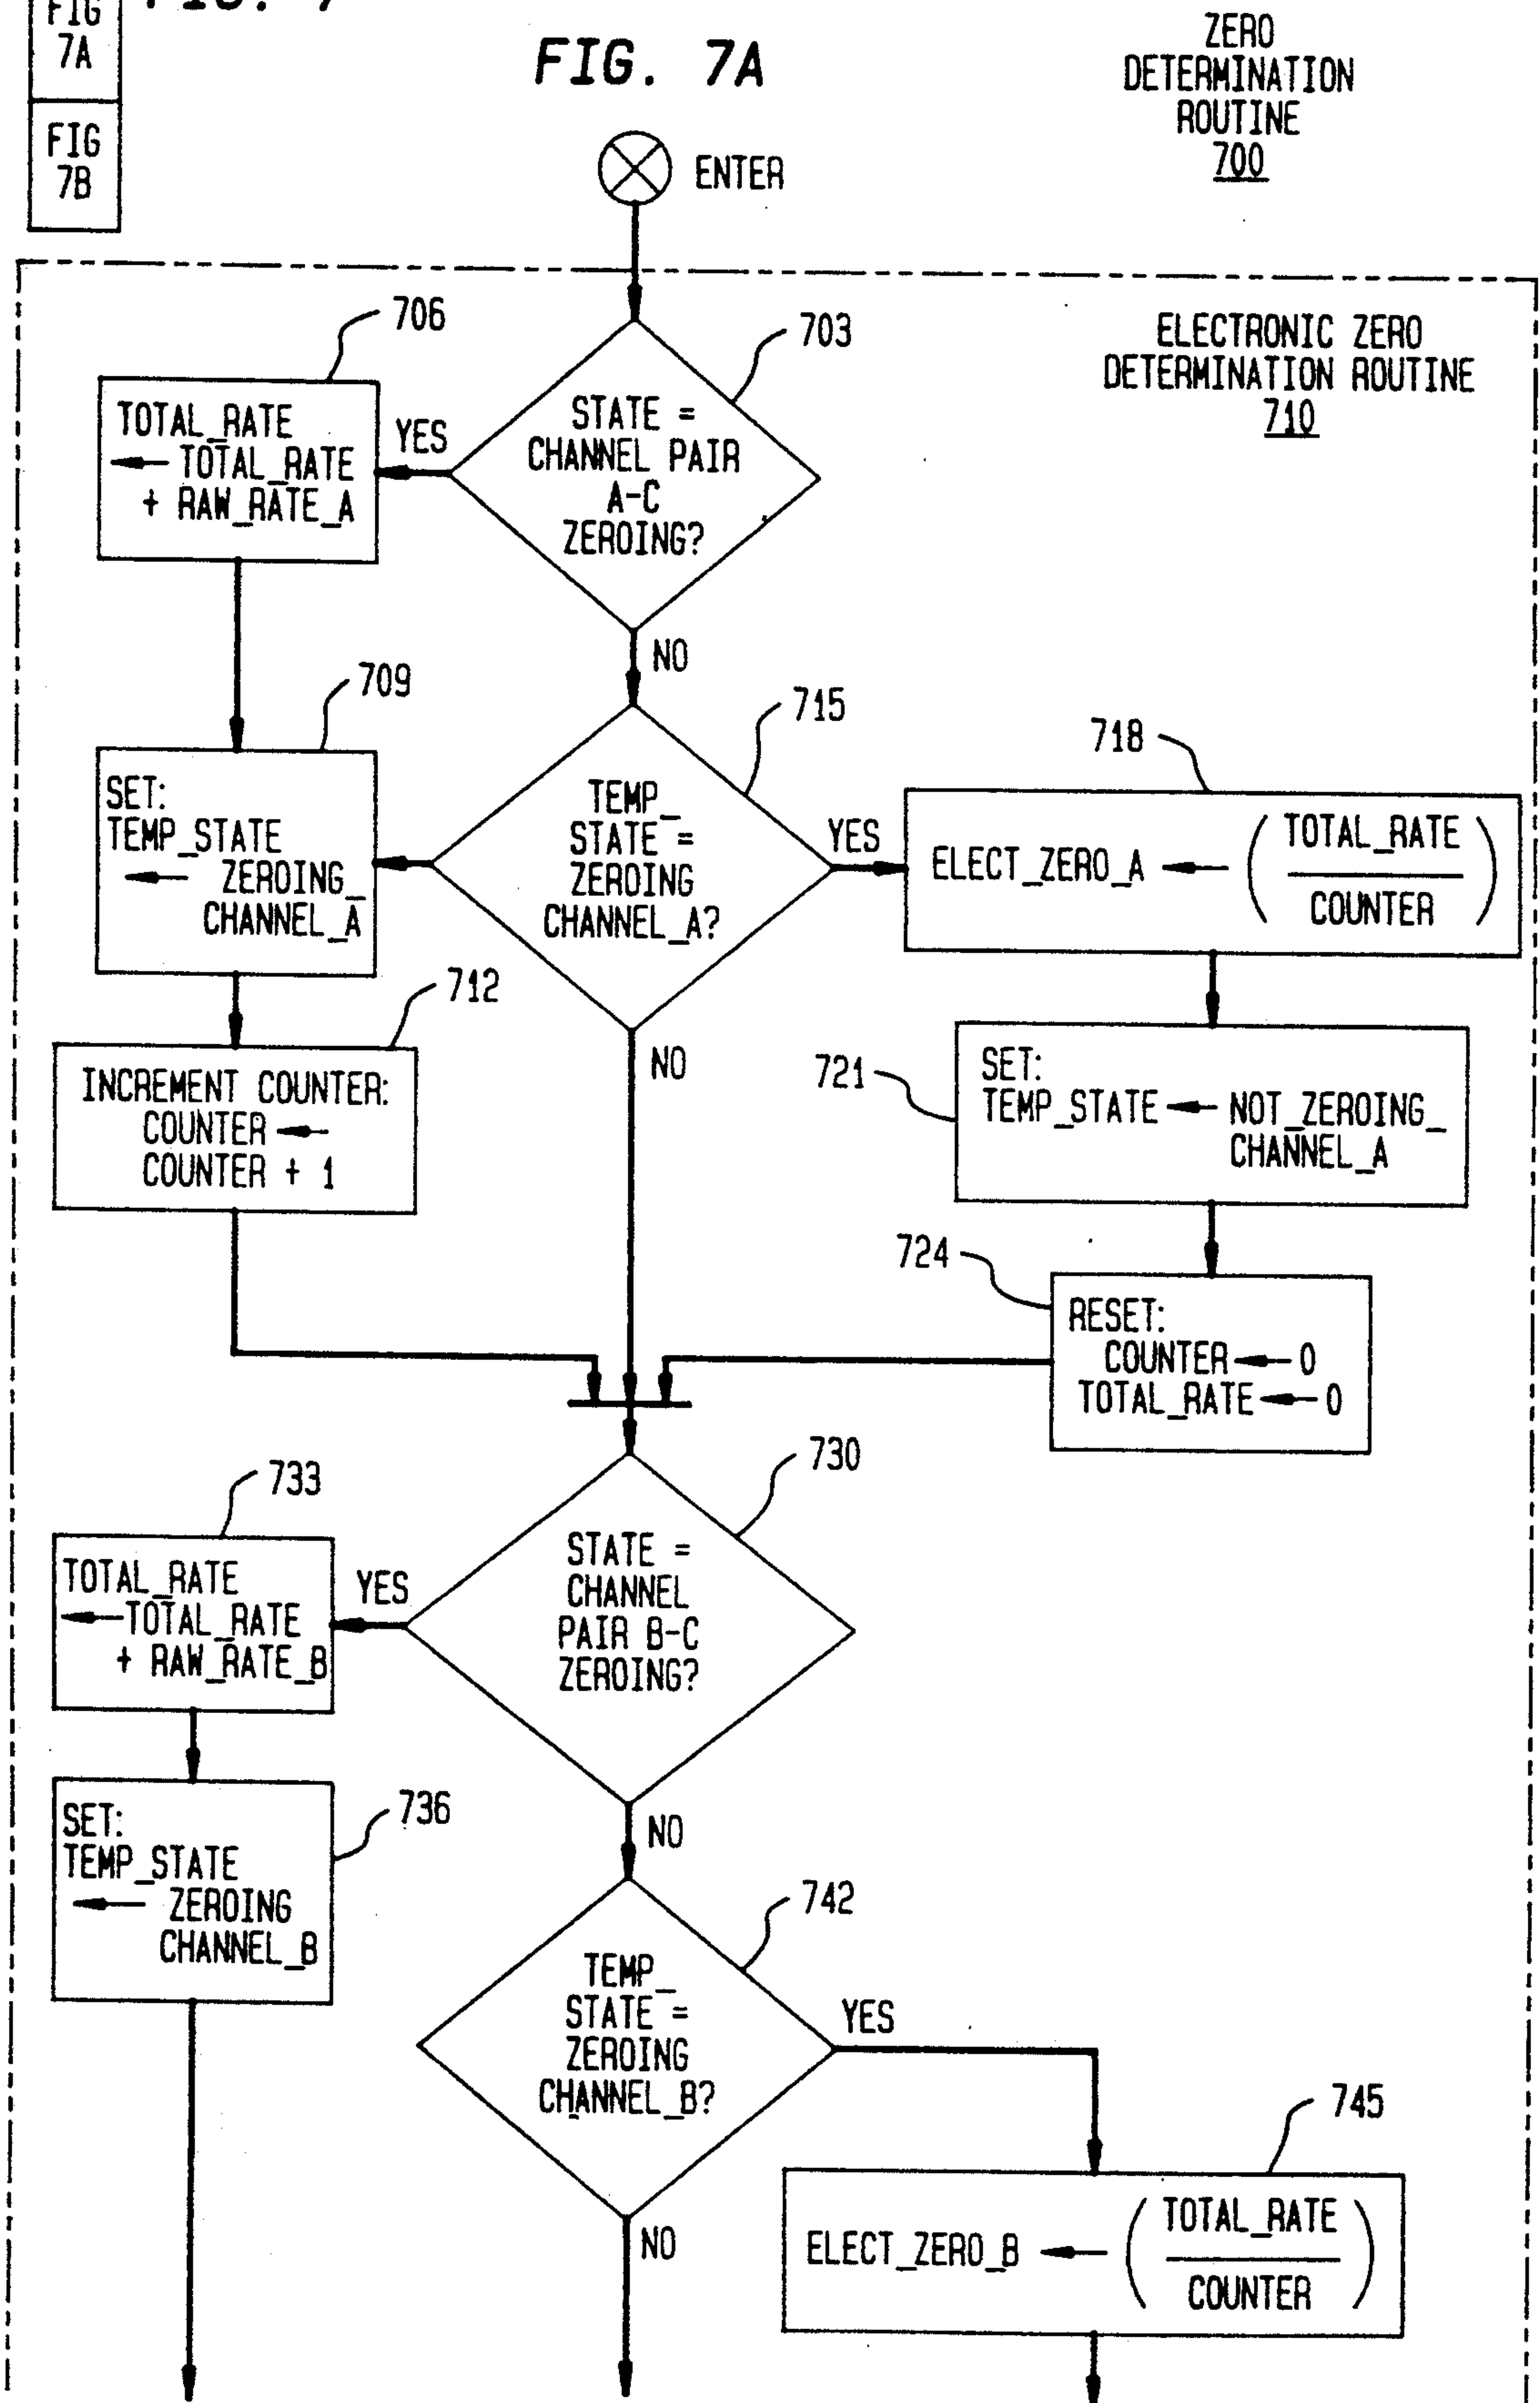 FIG
7A
FIG
7B
FIG. 7
FIG. 7A
ZERO
DETERMINATION
ROUTINE
700
ENTER
ELECTRONIC ZERO
DETERMINATION ROUTINE
710
706
703
TOTAL_RATE
← TOTAL_RATE
+ RAW_RATE_A
YES
STATE =
CHANNEL PAIR
A-C
ZEROING?
NO
709
715
718
SET:
TEMP_STATE
← ZEROING_
CHANNEL_A
TEMP_
STATE =
ZEROING
CHANNEL_A?
YES
ELECT_ZERO_A ← (TOTAL_RATE
COUNTER)
712
NO
INCREMENT COUNTER:
COUNTER ←
COUNTER + 1
721
SET:
TEMP_STATE ← NOT_ZEROING_
CHANNEL_A
724
RESET:
COUNTER ← 0
TOTAL_RATE ← 0
733
730
TOTAL_RATE
← TOTAL_RATE
+ RAW_RATE_B
YES
STATE =
CHANNEL
PAIR B-C
ZEROING?
NO
736
SET:
TEMP_STATE
← ZEROING
CHANNEL_B
742
TEMP_
STATE =
ZEROING
CHANNEL_B?
YES
NO
745
ELECT_ZERO_B ← (TOTAL_RATE
COUNTER)